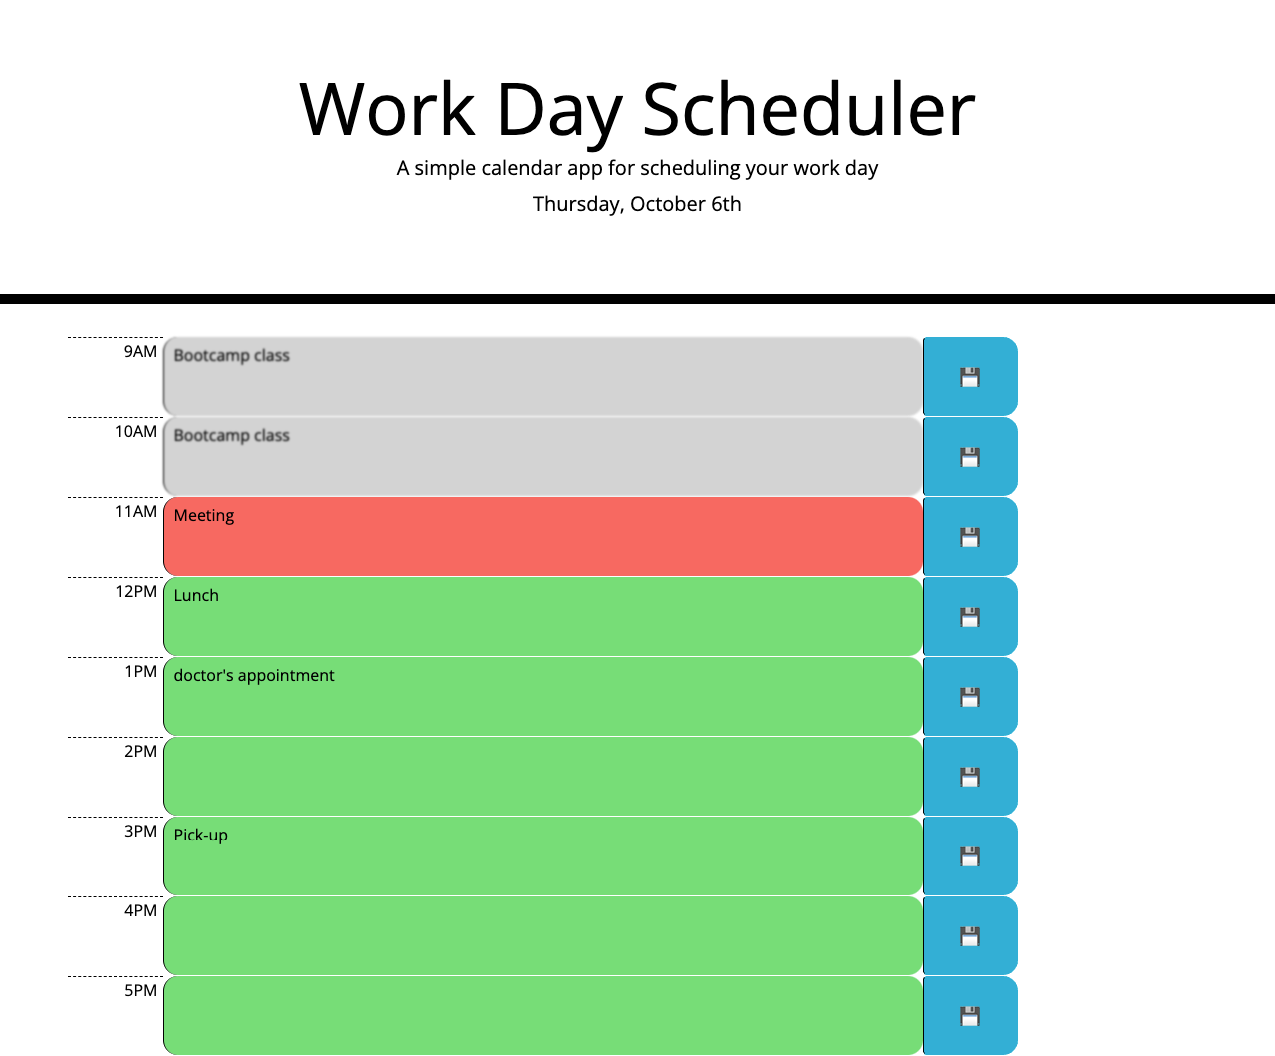 Work Day Scheduler
A simple calendar app for scheduling your work day
Thursday, October 6th
9AM
Bootcamp class
10AM
Bootcamp class
11AM
Meeting
12PM
Lunch
1PM
doctor's appointment
2PM
3PM
Pick-up
4PM
5PM